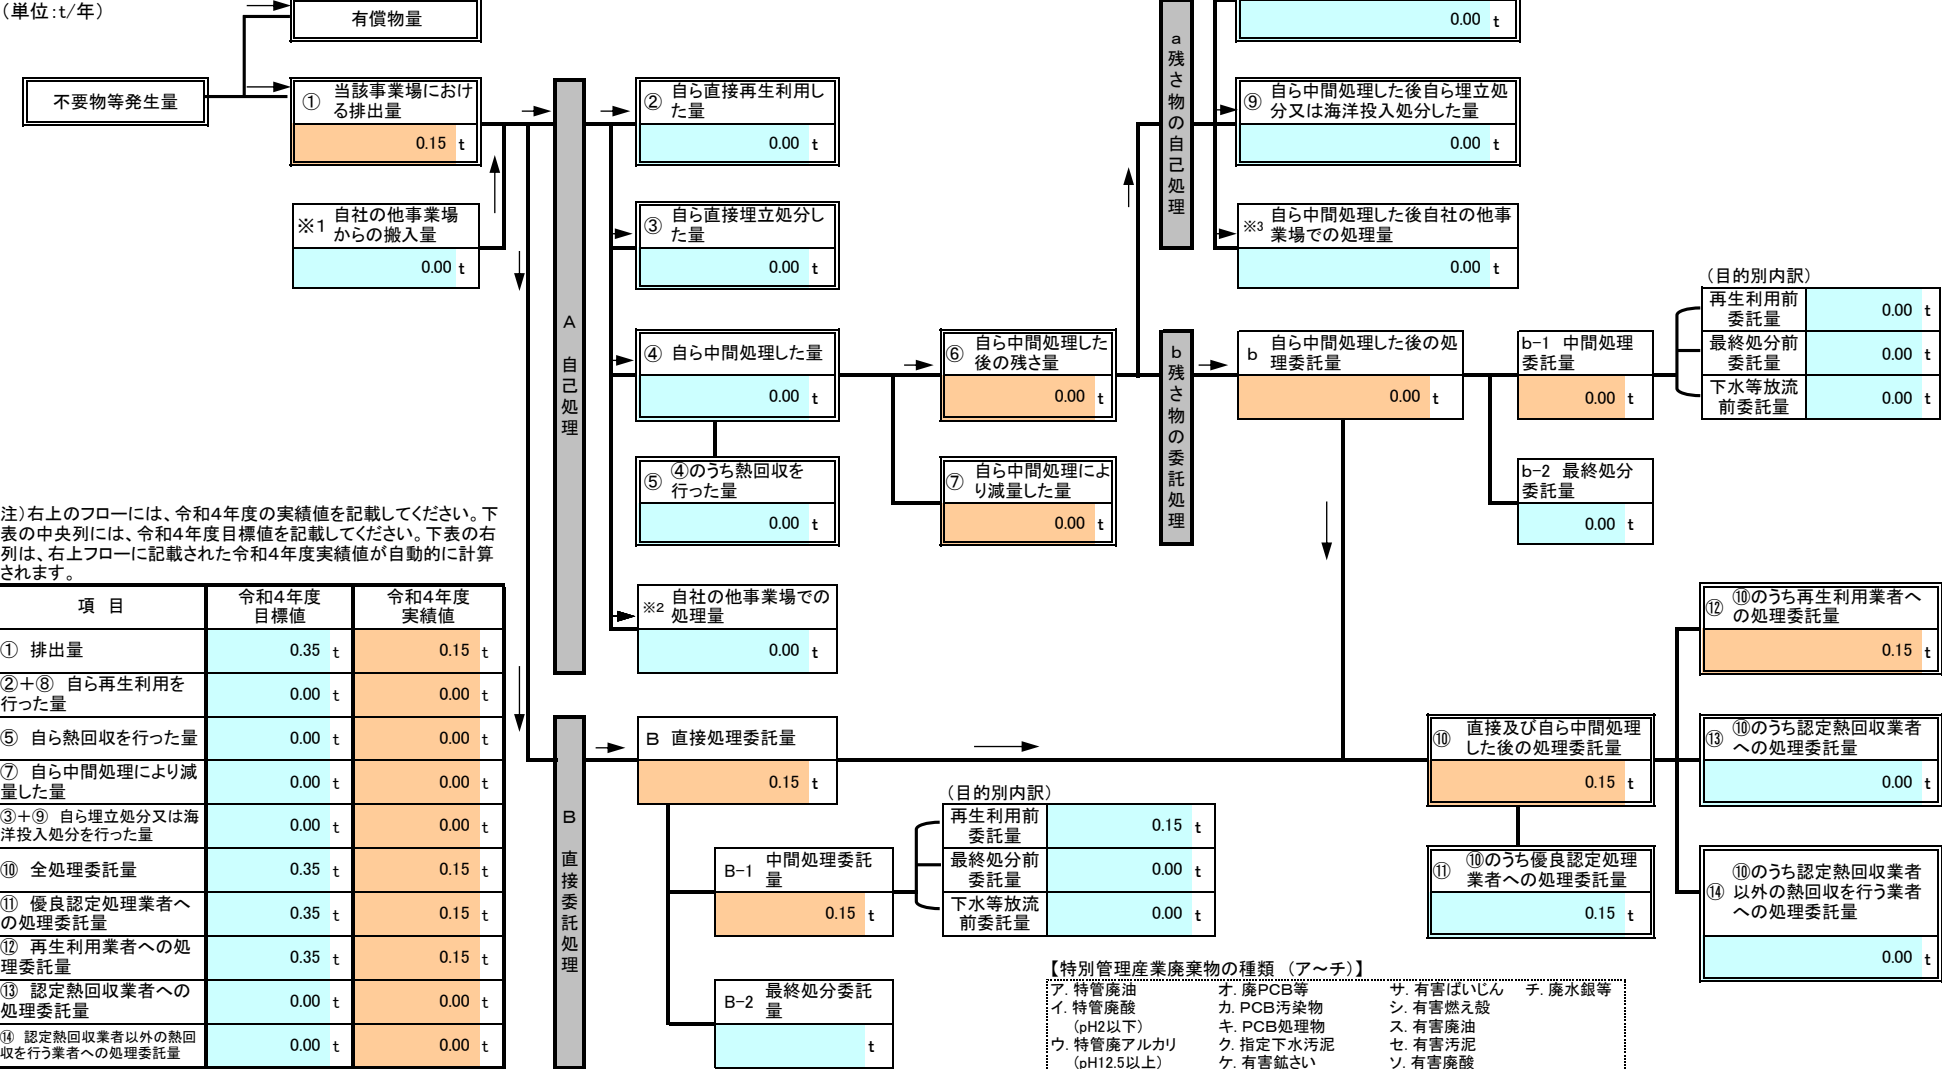 (単位:t/年)
有償物量
0.00 t
不要物等発生量
① 当該事業場におけ
る排出量
0.15 t
※1 自社の他事業場
からの搬入量
0.00 t
A 自己処理
② 自ら直接再生利用し
た量
0.00 t
③ 自ら直接埋立処分し
た量
0.00 t
④ 自ら中間処理した量
0.00 t
⑤ ④のうち熱回収を
行った量
0.00 t
※2 自社の他事業場での
処理量
0.00 t
⑥ 自ら中間処理した
後の残さ量
0.00 t
⑦ 自ら中間処理によ
り減量した量
0.00 t
a残さ物の自己処理
⑨ 自ら中間処理した後自ら埋立処
分又は海洋投入処分した量
0.00 t
※3 自ら中間処理した後自社の他事
業場での処理量
0.00 t
b残さ物の委託処理
b 自ら中間処理した後の処
理委託量
0.00 t
b-1 中間処理
委託量
0.00 t
b-2 最終処分
委託量
0.00 t
(目的別内訳)
再生利用前
委託量
0.00 t
最終処分前
委託量
0.00 t
下水等放流
前委託量
0.00 t
注)右上のフローには、令和4年度の実績値を記載してください。下
表の中央列には、令和4年度目標値を記載してください。下表の右
列は、右上フローに記載された令和4年度実績値が自動的に計算
されます。
項 目 令和4年度
目標値 令和4年度
実績値
① 排出量 0.35 t 0.15 t
②+⑧ 自ら再生利用を
行った量 0.00 t 0.00 t
⑤ 自ら熱回収を行った量 0.00 t 0.00 t
⑦ 自ら中間処理により減
量した量 0.00 t 0.00 t
③+⑨ 自ら埋立処分又は海
洋投入処分を行った量 0.00 t 0.00 t
⑩ 全処理委託量 0.35 t 0.15 t
⑪ 優良認定処理業者へ
の処理委託量 0.35 t 0.15 t
⑫ 再生利用業者への処
理委託量 0.35 t 0.15 t
⑬ 認定熱回収業者への
処理委託量 0.00 t 0.00 t
⑭ 認定熱回収業者以外の熱回
収を行う業者への処理委託量 0.00 t 0.00 t
B 直接委託処理
B 直接処理委託量
0.15 t
B-1 中間処理委託
量
0.15 t
B-2 最終処分委託
量
t
(目的別内訳)
再生利用前
委託量
0.15 t
最終処分前
委託量
0.00 t
下水等放流
前委託量
0.00 t
⑩ 直接及び自ら中間処理
した後の処理委託量
0.15 t
⑪ ⑩のうち優良認定処理
業者への処理委託量
0.15 t
⑫ ⑩のうち再生利用業者へ
の処理委託量
0.15 t
⑬ ⑩のうち認定熱回収業者
への処理委託量
0.00 t
⑭ ⑩のうち認定熱回収業者
以外の熱回収を行う業者
への処理委託量
0.00 t
【特別管理産業廃棄物の種類 (ア~チ)】
ア. 特管廃油 オ. 廃PCB等 サ. 有害ばいじん チ. 廃水銀等
イ. 特管廃酸 カ. PCB汚染物 シ. 有害燃え殻
(pH2以下) キ. PCB処理物 ス. 有害廃油
ウ. 特管廃アルカリ ク. 指定下水汚泥 セ. 有害汚泥
(pH12.5以上) ケ. 有害鉱さい ソ. 有害廃酸